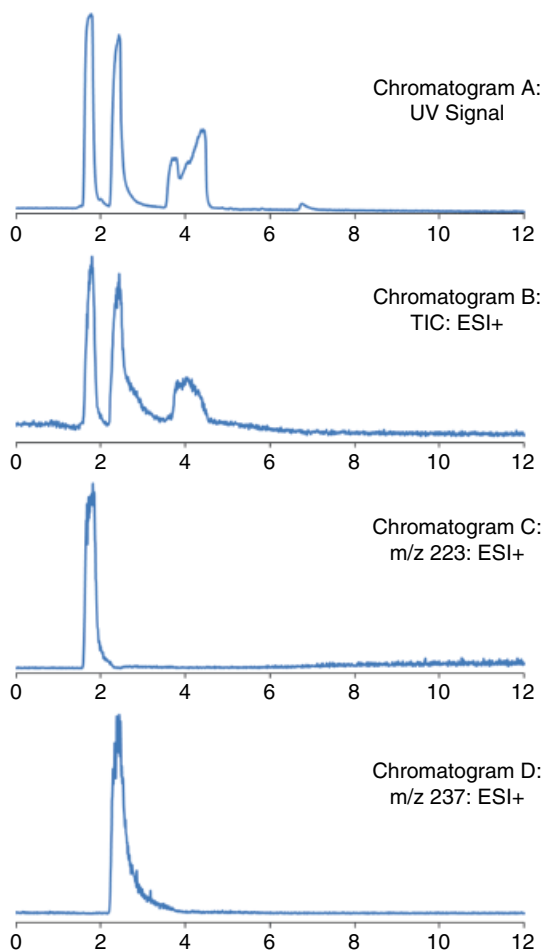 Chromatogram A:
UV Signal
0 2 4 6 8 10 12
Chromatogram B:
TIC: ESI+
0 2 4 6 8 10 12
Chromatogram C:
m/z 223: ESI+
0 2 4 6 8 10 12
Chromatogram D:
m/z 237: ESI+
0 2 4 6 8 10 12